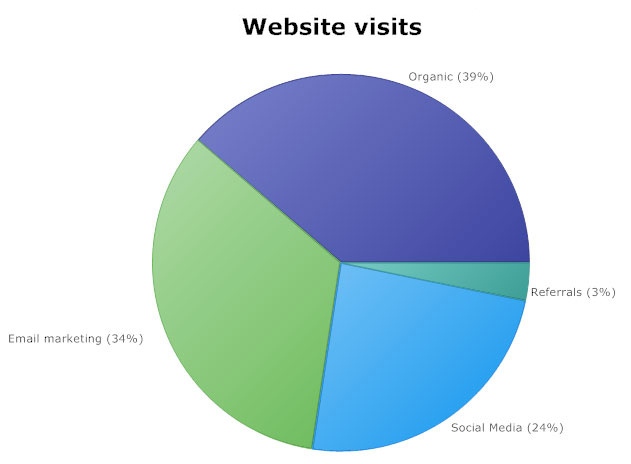 Website visits
Organic (39%)
Referrals (3%)
Email marketing (34%)
Social Media (24%)